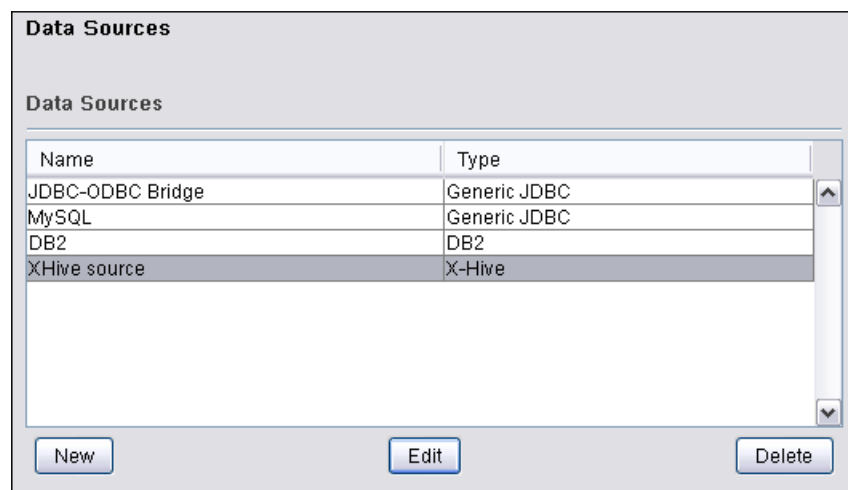 Data Sources
Data Sources
Name Type
JDBC-ODBC Bridge Generic JDBC
MySQL Generic JDBC
DB2 DB2
XHive source X-Hive
New Edit Delete